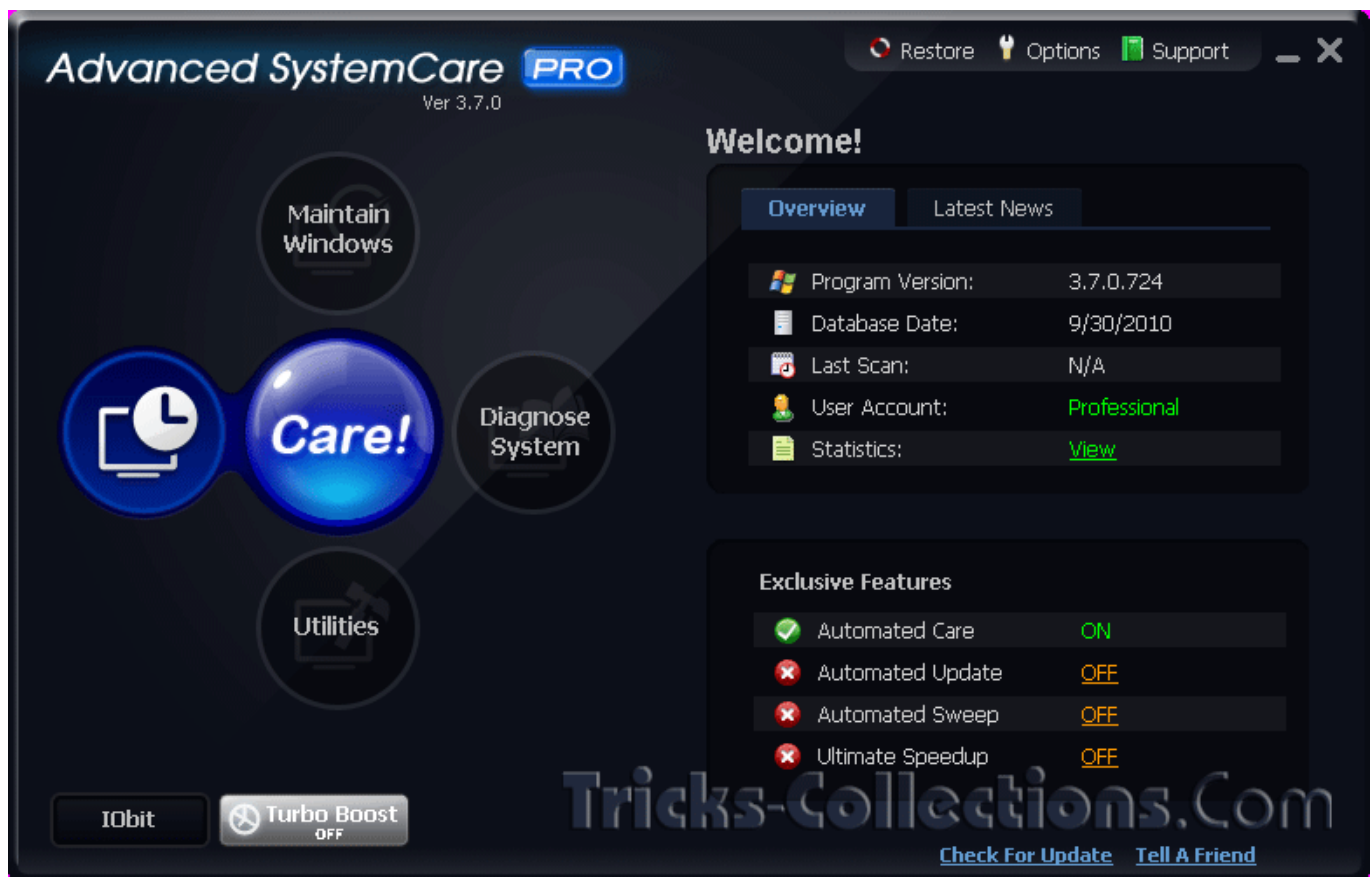 Advanced SystemCare PRO
Ver 3.7.0
Restore Options Support
Welcome!
Overview Latest News
Program Version: 3.7.0.724
Database Date: 9/30/2010
Last Scan: N/A
User Account: Professional
Statistics: View
Maintain
Windows
Care!
Diagnose
System
Utilities
Exclusive Features
Automated Care ON
Automated Update OFF
Automated Sweep OFF
Ultimate Speedup OFF
Tricks-Collections.Com
IObit
Turbo Boost
OFF
Check For Update Tell A Friend